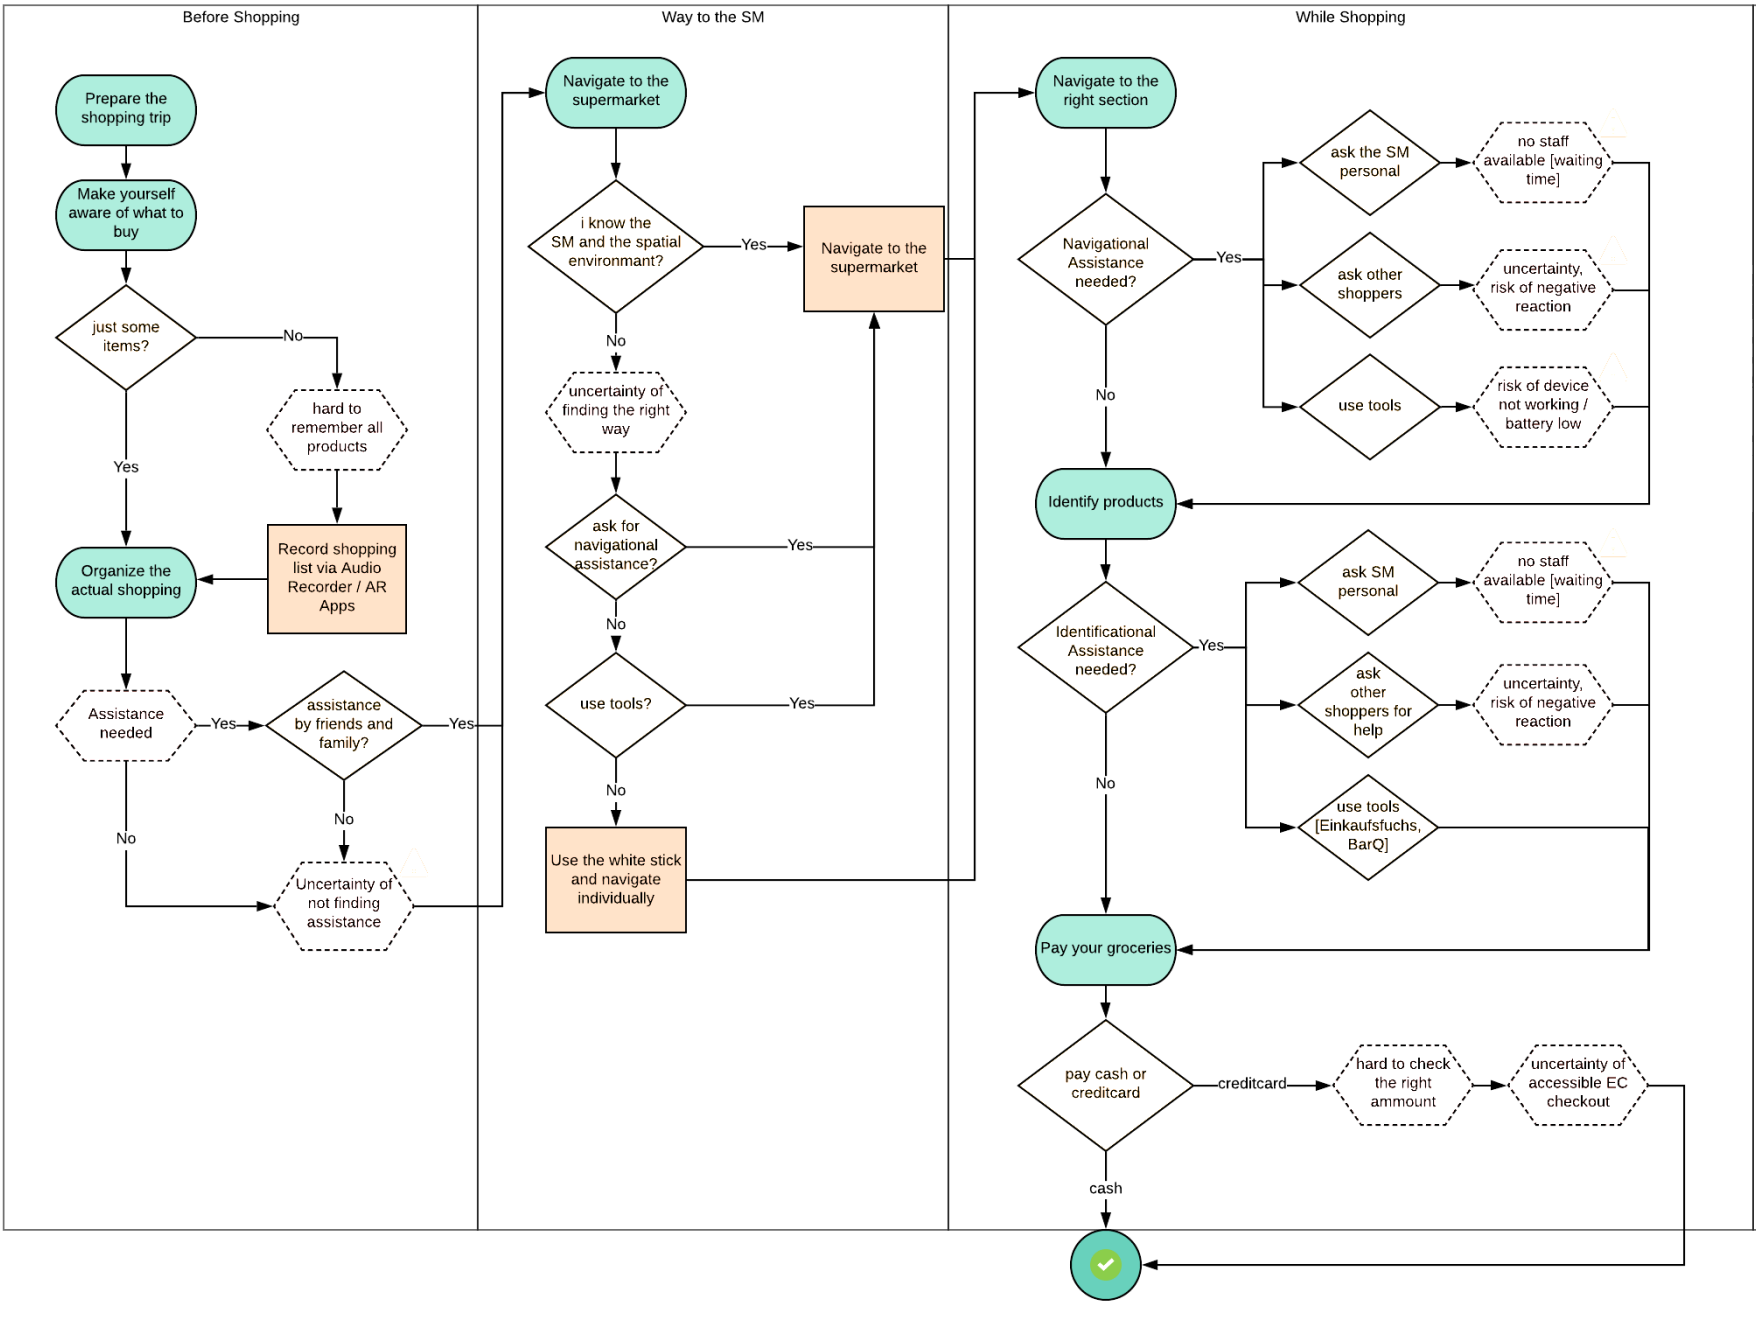 Before Shopping
Prepare the
shopping trip
Make yourself
aware of what to
buy
just some
items?
No
hard to
remember all
products
Yes
Record shopping
list via Audio
Recorder / AR
Apps
Organize the
actual shopping
Assistance
needed
Yes
assistance
by friends and
family?
Yes
No
No
Uncertainty of
not finding
assistance
Way to the SM
Navigate to the
supermarket
i know the
SM and the spatial
environmant?
Yes
Navigate to the
supermarket
No
uncertainty of
finding the right
way
ask for
navigational
assistance?
Yes
No
use tools?
Yes
No
Use the white stick
and navigate
individually
While Shopping
Navigate to the
right section
Navigational
Assistance
needed?
Yes
ask the SM
personal
no staff
available [waiting
time]
ask other
shoppers
uncertainty,
risk of negative
reaction
use tools
risk of device
not working /
battery low
No
Identify products
Identificational
Assistance
needed?
Yes
ask SM
personal
no staff
available [waiting
time]
ask
other
shoppers for
help
uncertainty,
risk of negative
reaction
use tools
[Einkaufsfuchs,
BarQ]
No
Pay your groceries
pay cash or
creditcard
creditcard
hard to check
the right
ammount
uncertainty of
accessible EC
checkout
cash